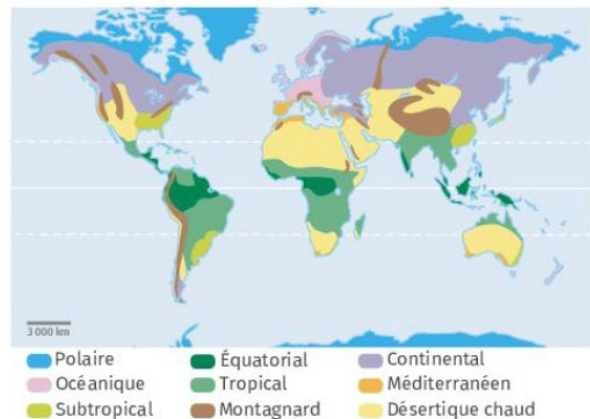 3 000 km
Polaire
Équatorial
Continental
Océanique
Tropical
Méditerranéen
Subtropical
Montagnard
Désertique chaud